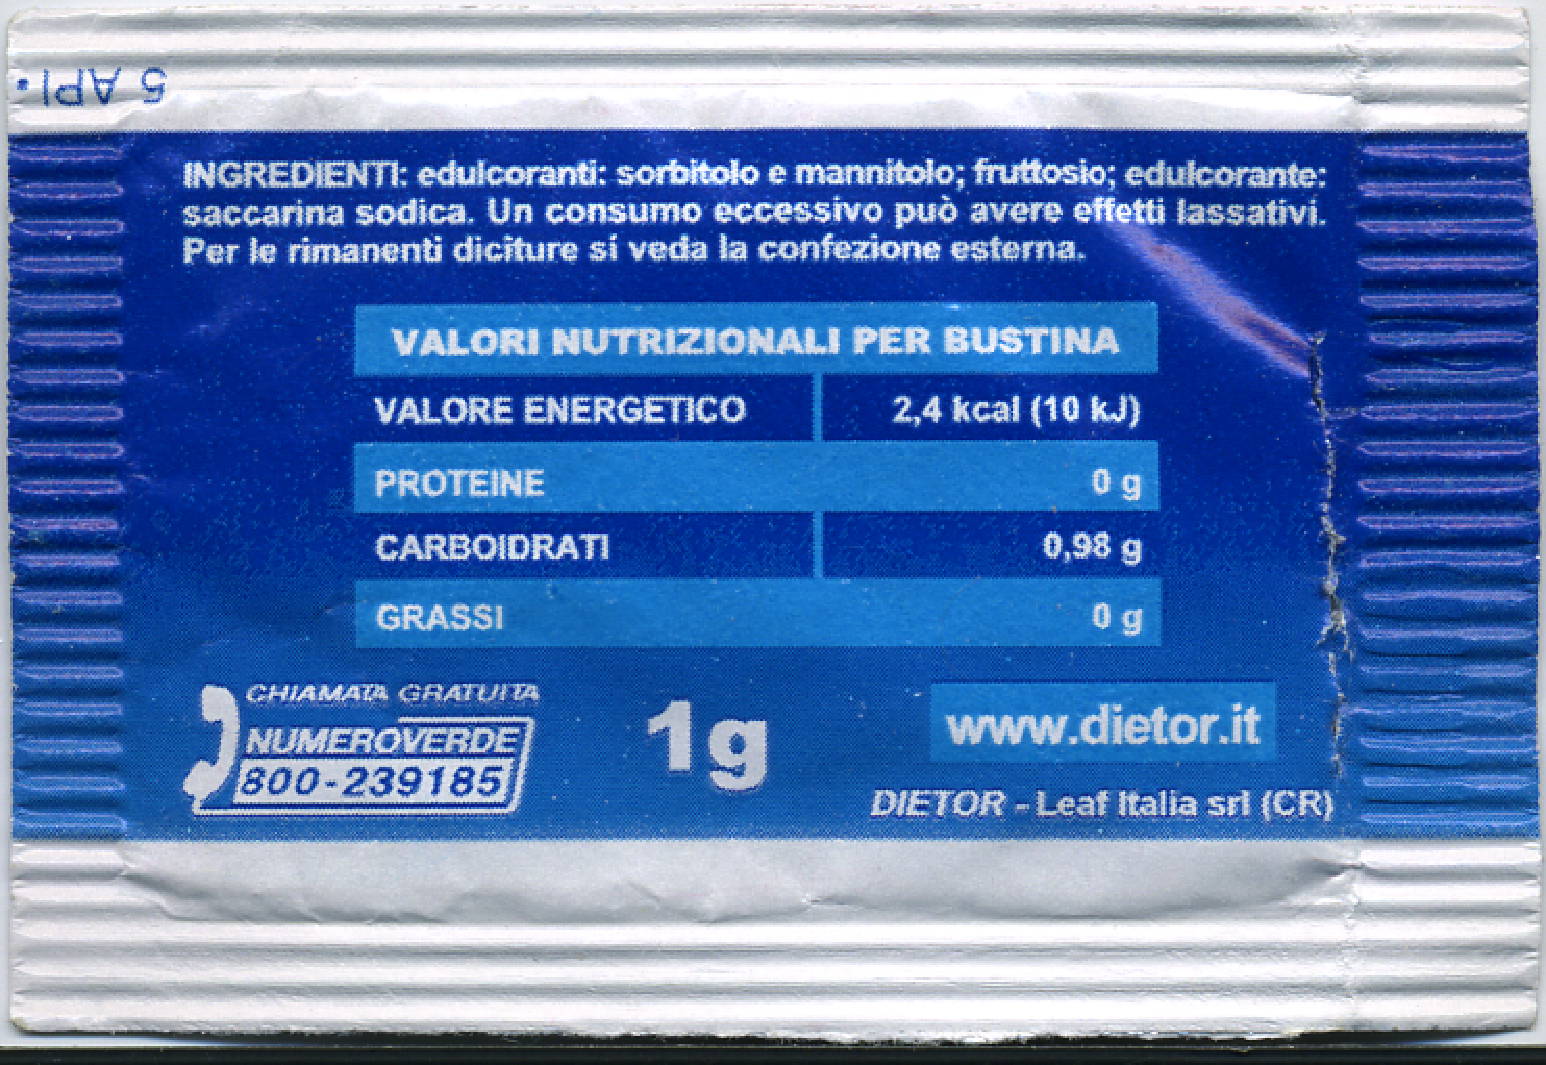 5 API.
INGREDIENTI: edulcoranti: sorbitolo e mannitolo; fruttosio; edulcorante:
saccarina sodica. Un consumo eccessivo può avere effetti lassativi.
Per le rimanenti diciture si veda la confezione esterna.
VALORI NUTRIZIONALI PER BUSTINA
VALORE ENERGETICO 2,4 kcal (10 kJ)
PROTEINE 0 g
CARBOIDRATI 0,98 g
GRASSI 0 g
CHIAMATA GRATUITA
NUMEROVERDE
800-239185
1g
www.dietor.it
DIETOR - Leaf Italia srl (CR)